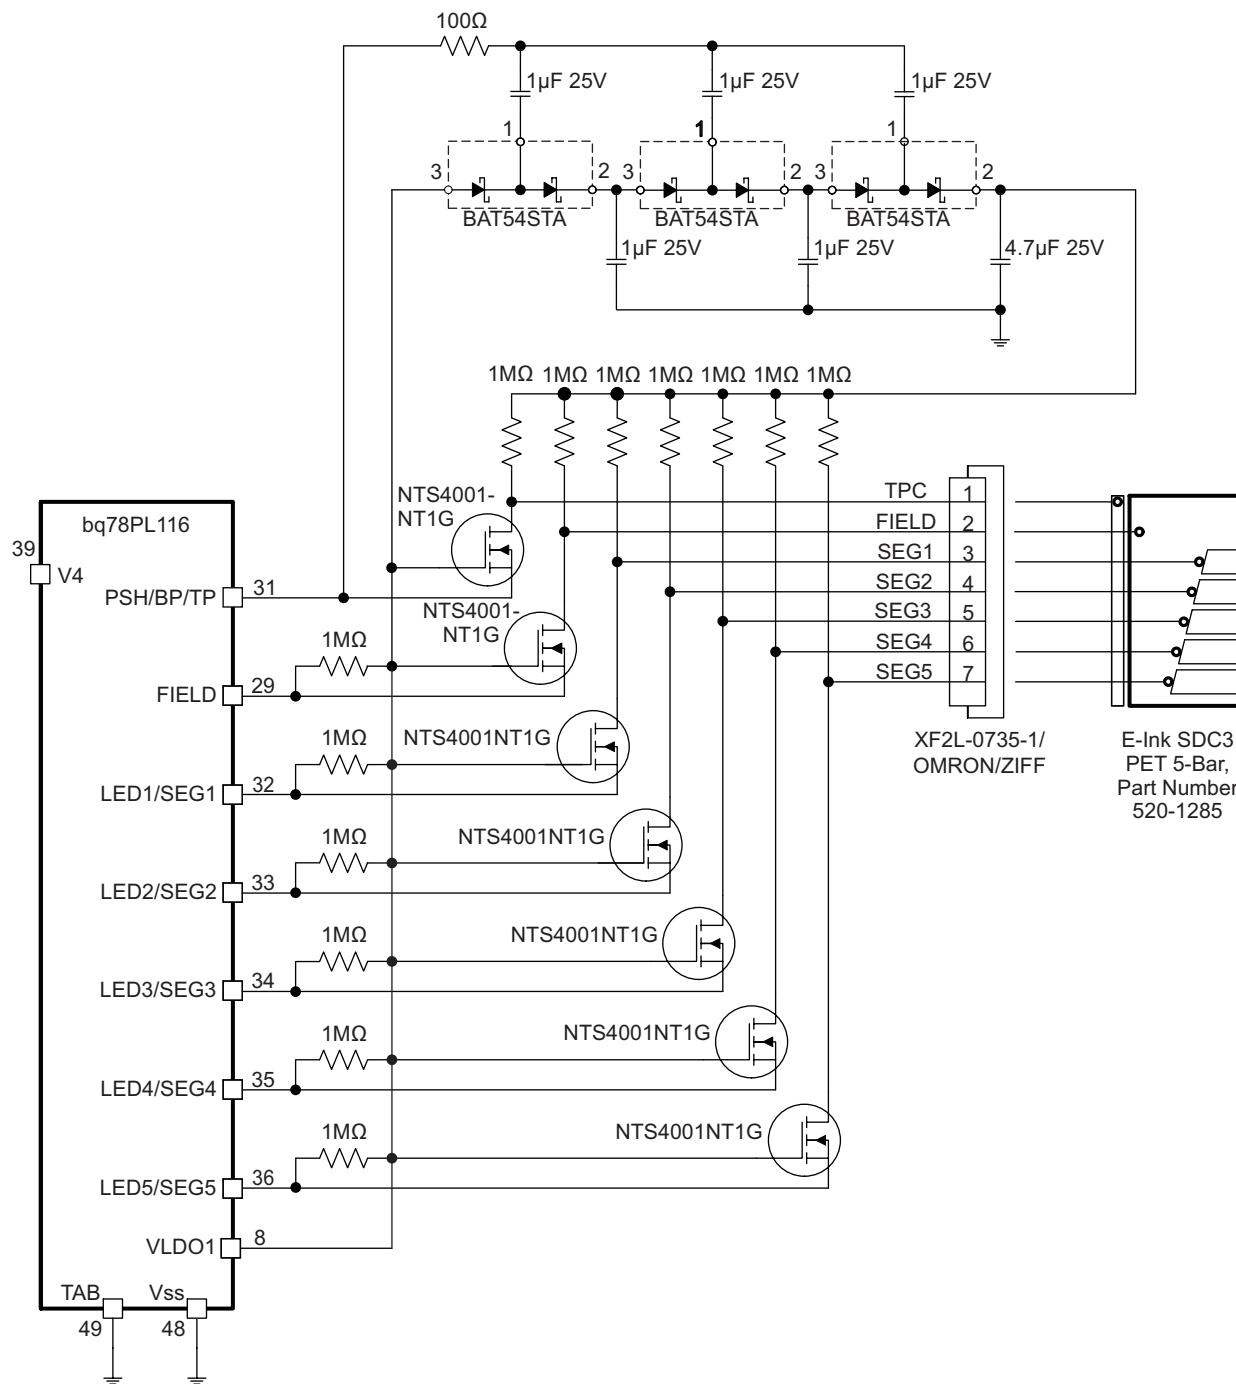 100Ω
1µF 25V
1µF 25V
1µF 25V
1
1
1
3
2
3
2
3
2
BAT54STA
BAT54STA
BAT54STA
1µF 25V
1µF 25V
4.7µF 25V
1MΩ
1MΩ
1MΩ
1MΩ
1MΩ
1MΩ
1MΩ
NTS4001-
NT1G
TPC
1
FIELD
2
SEG1
3
SEG2
4
SEG3
5
SEG4
6
SEG5
7
bq78PL116
39
V4
PSH/BP/TP
31
NTS4001-
NT1G
1MΩ
FIELD
29
XF2L-0735-1/
OMRON/ZIFF
E-Ink SDC3
PET 5-Bar,
Part Number
520-1285
1MΩ
NTS4001NT1G
LED1/SEG1
32
1MΩ
NTS4001NT1G
LED2/SEG2
33
1MΩ
NTS4001NT1G
LED3/SEG3
34
1MΩ
NTS4001NT1G
LED4/SEG4
35
1MΩ
NTS4001NT1G
LED5/SEG5
36
VLDO1
8
TAB
Vss
49
48